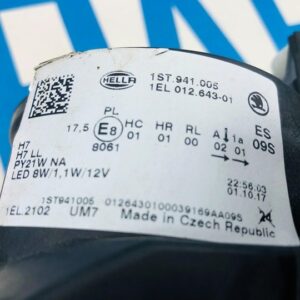 HELLA
1ST.941.005
1EL 012.643-01
PL
17,5 E8 HC HR RL A 1a ES
8061 01 01 00 02 01 09S
H7
H7 LL
PY21W NA
LED 8W/1,1W/12V
22:56.03
01.10.17
1ST941005 0126430100039169AA095
1EL.2102 UM7 Made in Czech Republic